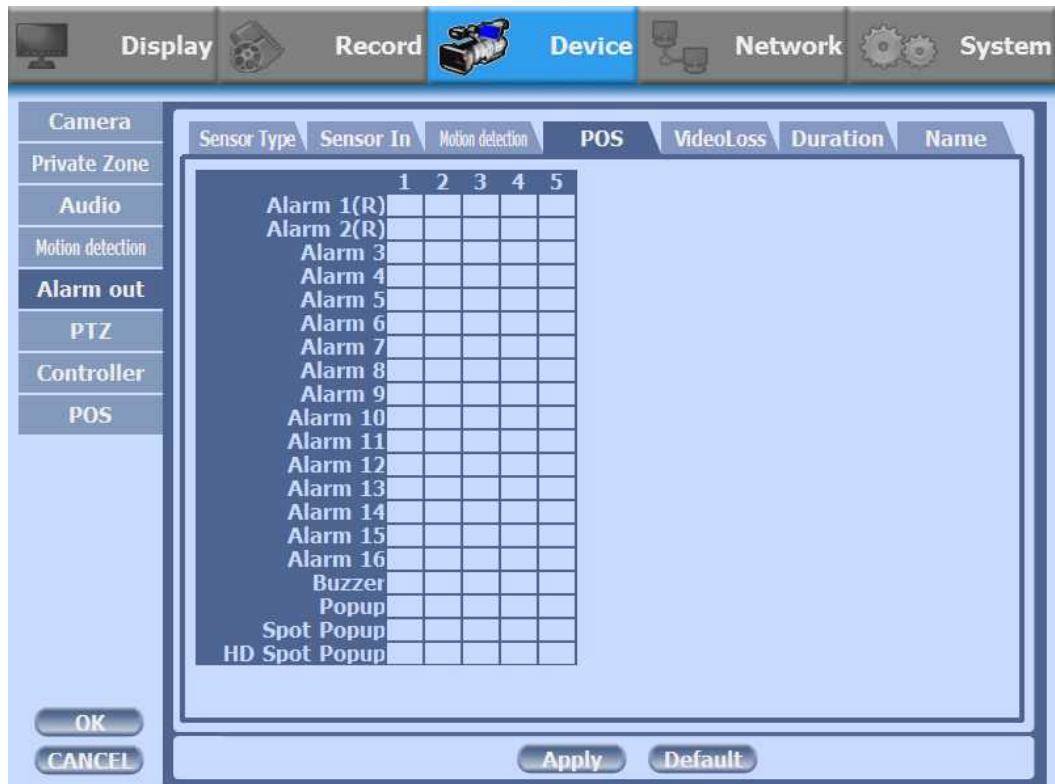 Display Record Device Network System
Camera
Private Zone
Audio
Motion detection
Alarm out
PTZ
Controller
POS
OK
CANCEL
Sensor Type Sensor In Motion detection POS VideoLoss Duration Name
1 2 3 4 5
Alarm 1(R)
Alarm 2(R)
Alarm 3
Alarm 4
Alarm 5
Alarm 6
Alarm 7
Alarm 8
Alarm 9
Alarm 10
Alarm 11
Alarm 12
Alarm 13
Alarm 14
Alarm 15
Alarm 16
Buzzer
Popup
Spot Popup
HD Spot Popup
Apply Default